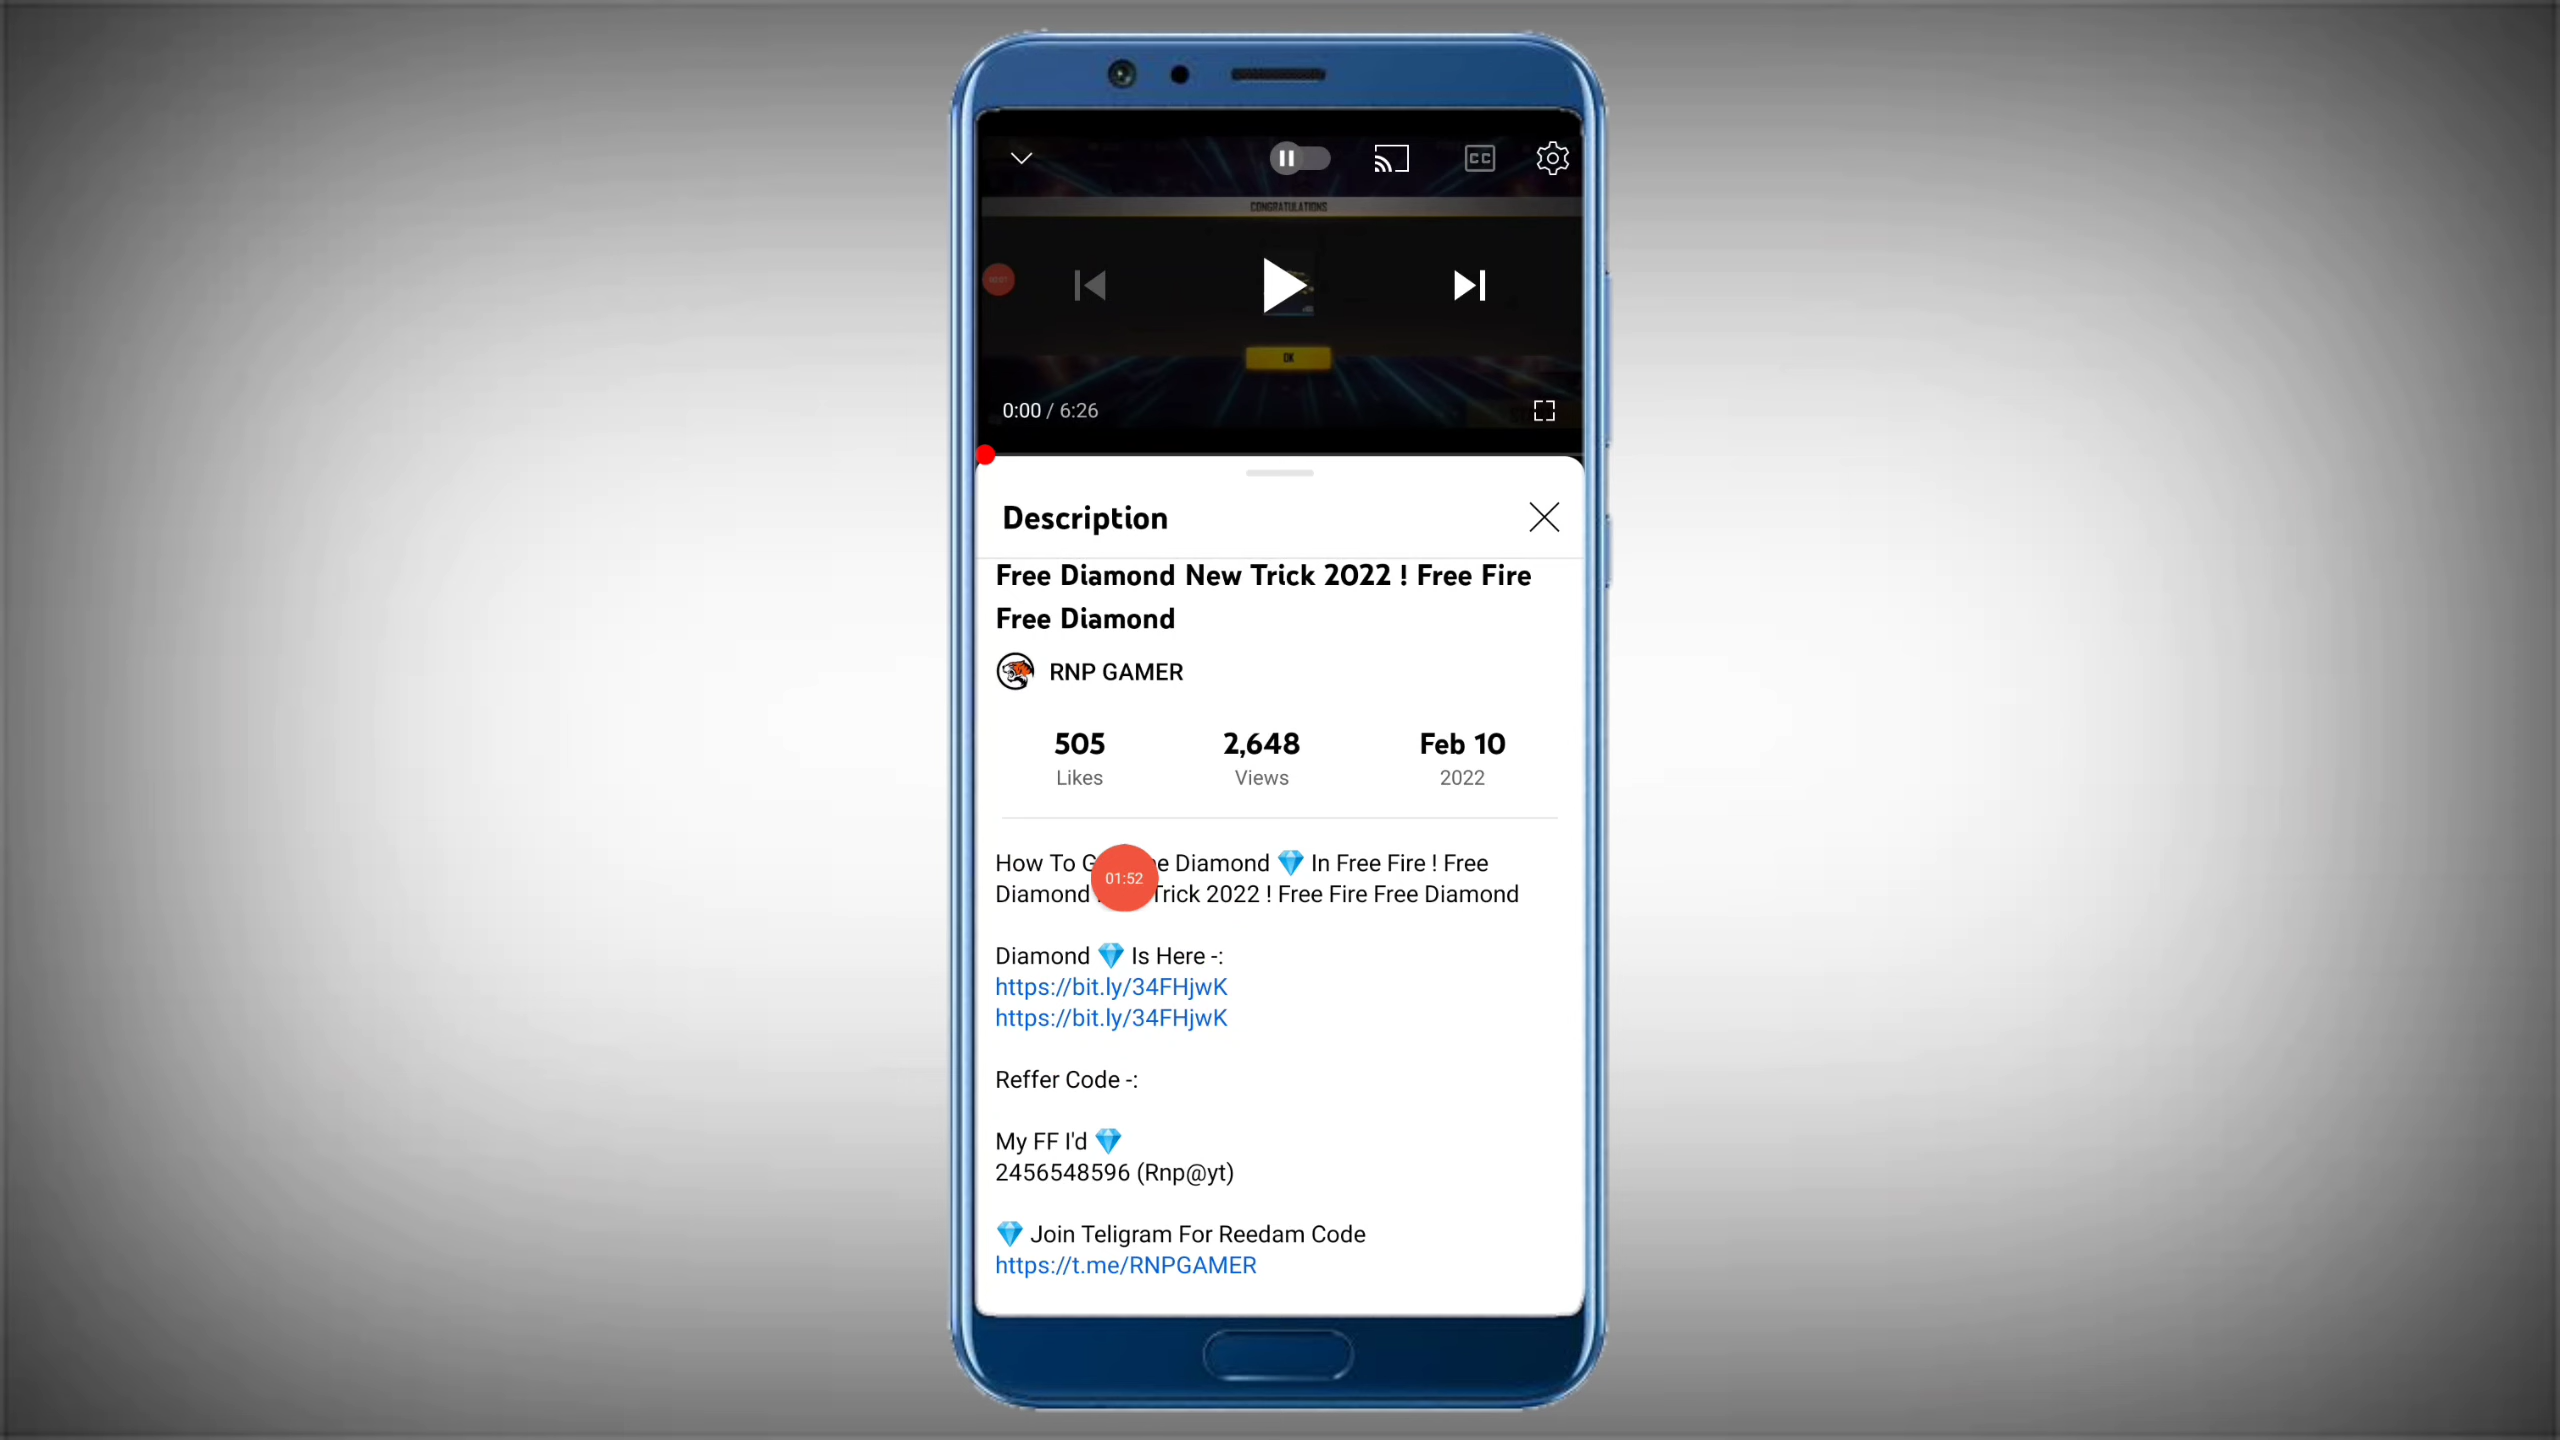 CONGRATULATIONS
OK
0:00 / 6:26
Description
Free Diamond New Trick 2022 ! Free Fire
Free Diamond
RNP GAMER
505 2,648 Feb 10
Likes Views 2022
How To e Diamond 💎 In Free Fire ! Free
Diamond Trick 2022 ! Free Fire Free Diamond
01:52
Diamond 💎 Is Here -:
https://bit.ly/34FHjwK
https://bit.ly/34FHjwK
Reffer Code -:
My FF I'd 💎
2456548596 (Rnp@yt)
💎 Join Teligram For Reedam Code
https://t.me/RNPGAMER